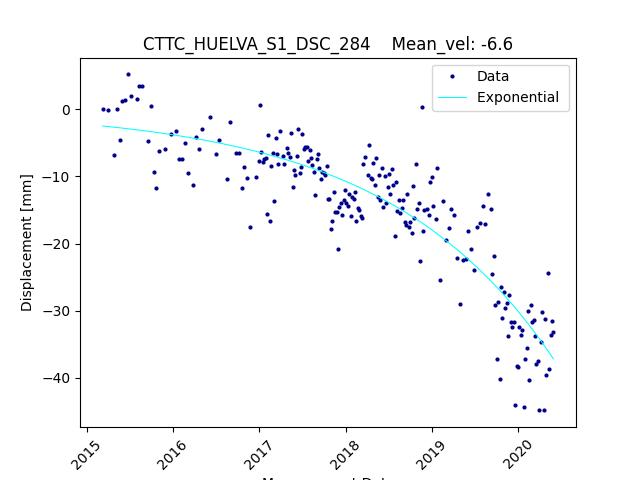 CTTC_HUELVA_S1_DSC_284 Mean_vel: -6.6
Data
Exponential
Displacement [mm]
0
−10
−20
−30
−40
2015
2016
2017
2018
2019
2020